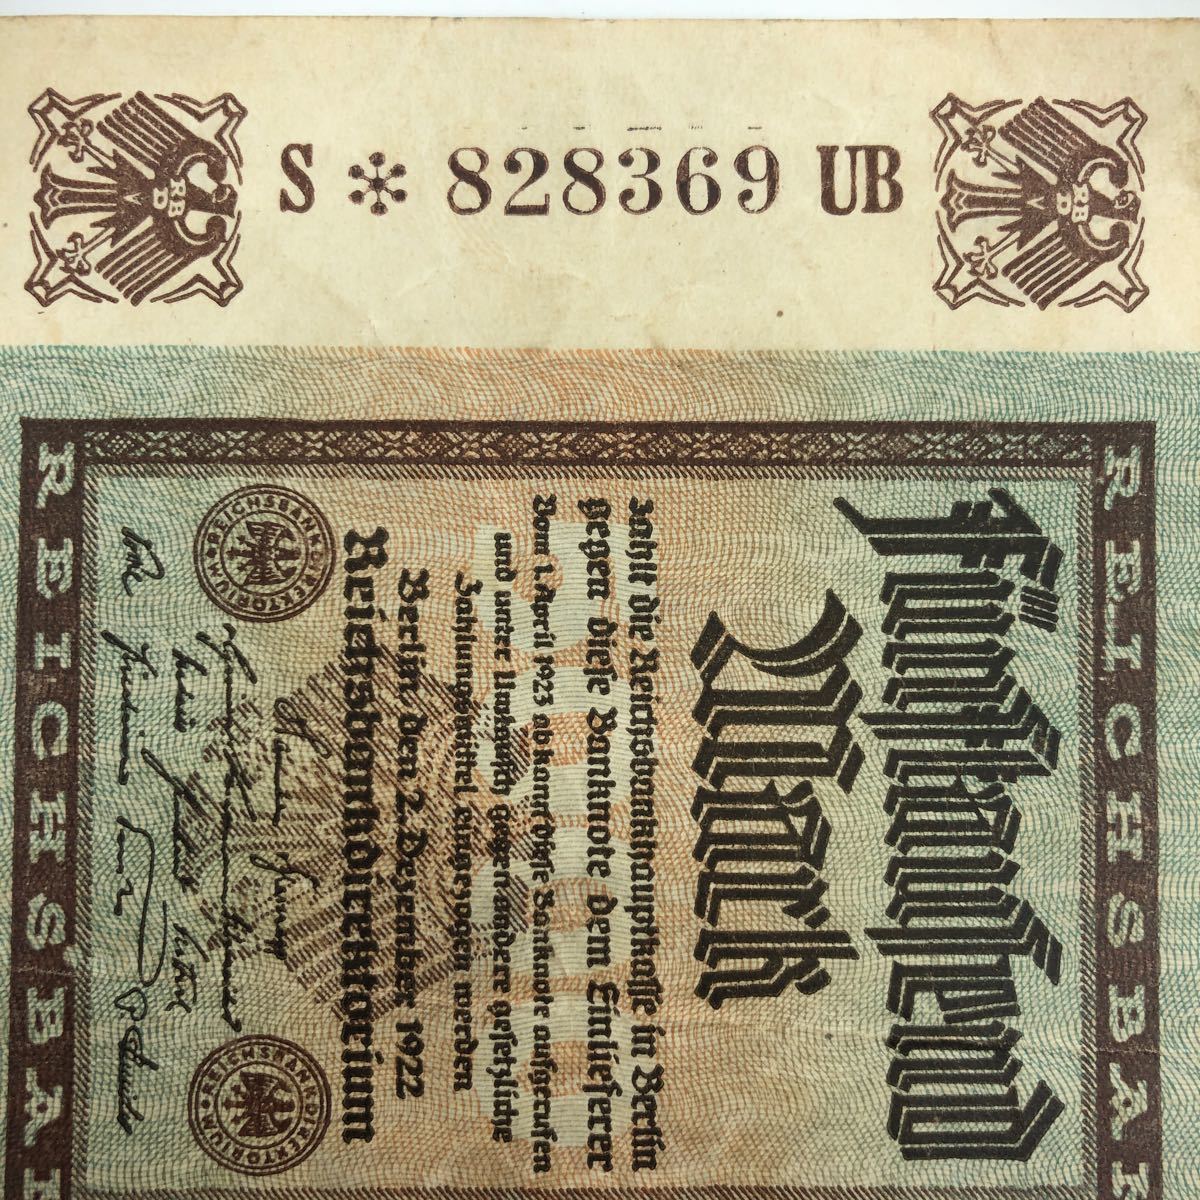 S * 828369 UB
REICHSBA
REICHSBA
Fünftausend
Mark
zahlt die Reichsbankhauptkasse in Berlin
gegen diese Banknote dem Einlieferer
Vom 1. April 1923 ab kann diese Banknote aufgerufen
und unter Umtausch gegen andere gesetzliche
Zahlungsmittel eingezogen werden
Berlin, den 2. Dezember 1922
Reichsbankdirektorium
REICHSBANKDIREKTORIUM
REICHSBANKDIREKTORIUM